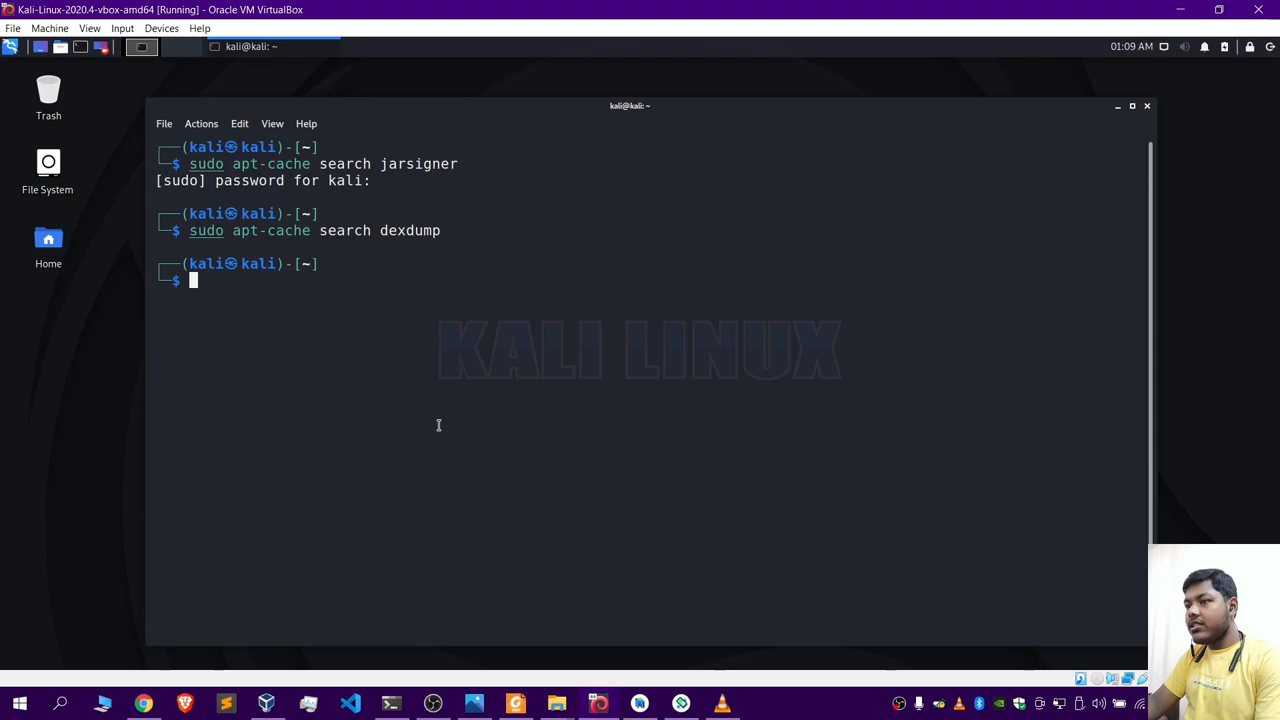 Kali-Linux-2020.4-vbox-amd64 [Running] - Oracle VM VirtualBox
File Machine View Input Devices Help
kali@kali: ~
01:09 AM
Trash
File System
Home
kali@kali: ~
File Actions Edit View Help
(kali㉿kali)-[~]
$ sudo apt-cache search jarsigner
[sudo] password for kali:
(kali㉿kali)-[~]
$ sudo apt-cache search dexdump
(kali㉿kali)-[~]
$
KALI LINUX